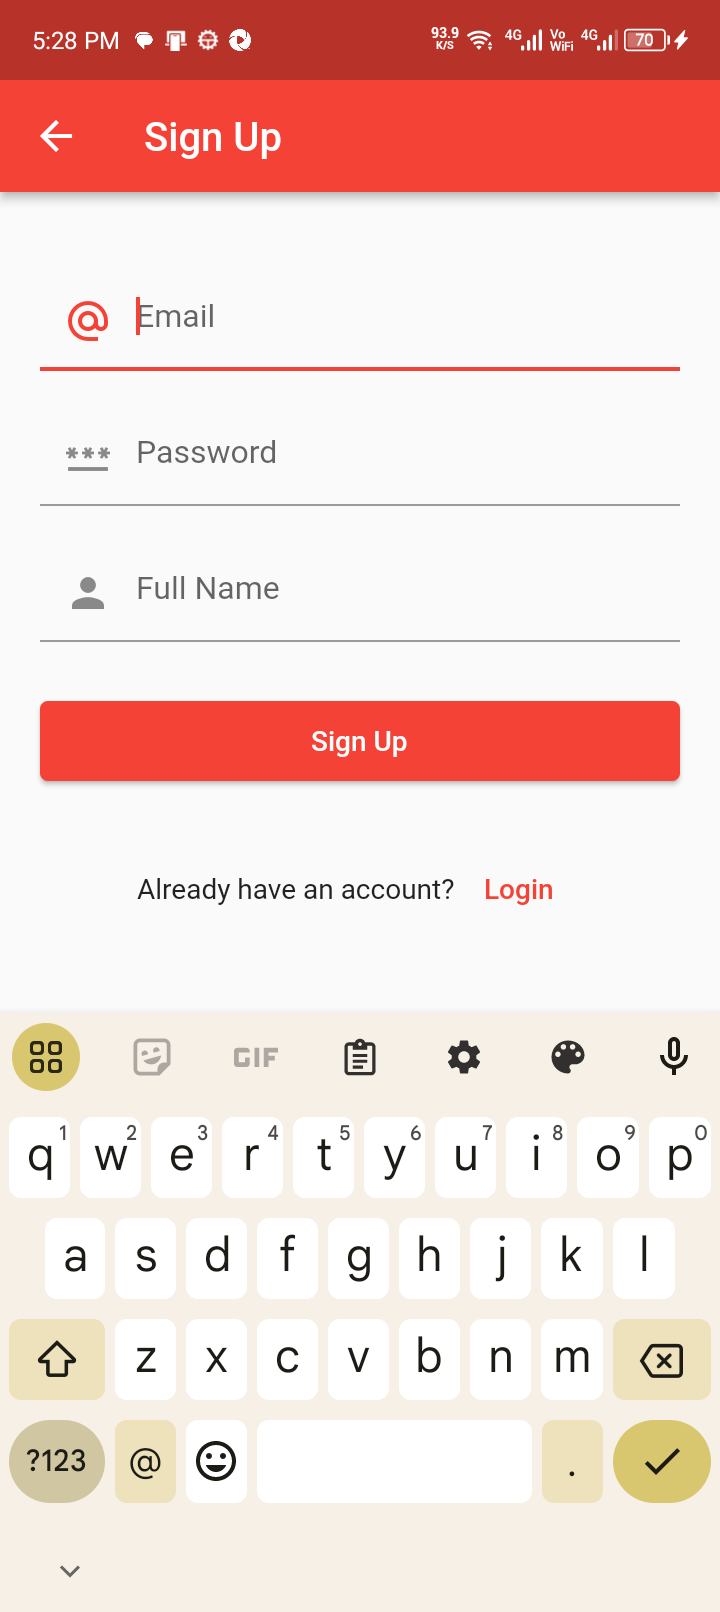 5:28 PM 93.9 K/S 4G Vo WiFi 4G 70
Sign Up
@ Email
*** Password
Full Name
Sign Up
Already have an account? Login
GIF
q1 w2 e3 r4 t5 y6 u7 i8 o9 p0
a s d f g h j k l
z x c v b n m
?123 @ .